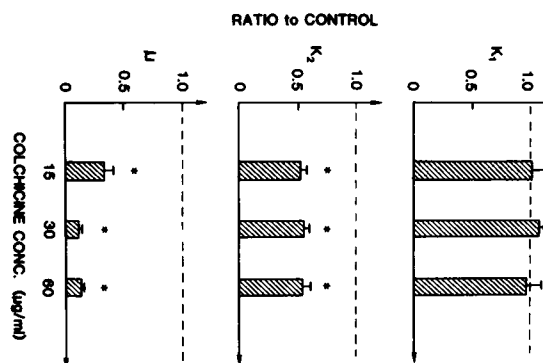 RATIO to CONTROL
K₁
1.0
0.5
0
K₂
1.0
0.5
0
* * *
μ
1.0
0.5
0
* * *
15 30 60
COLCHICINE CONC. (μg/ml)